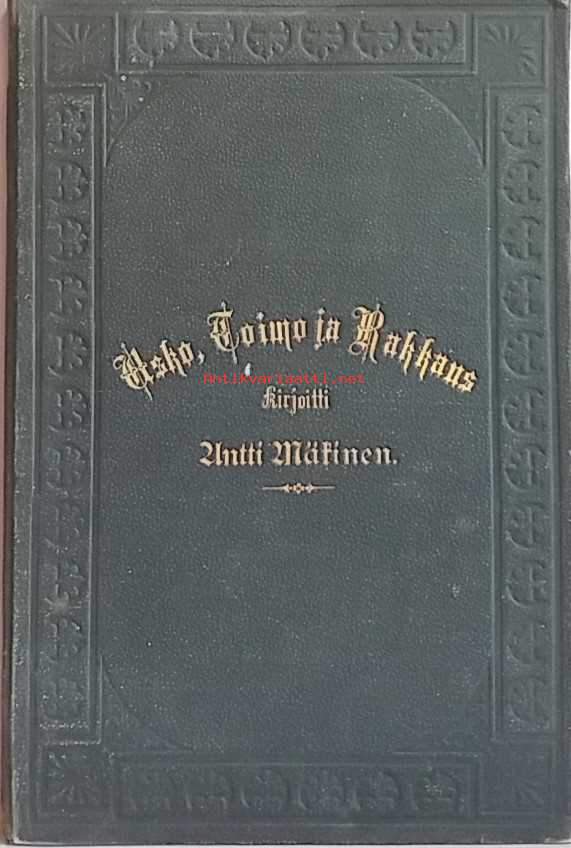 Usko, Toimo ja Rakkaus
Antikvariaatti.net
Kirjoitti
Antti Mäkinen.